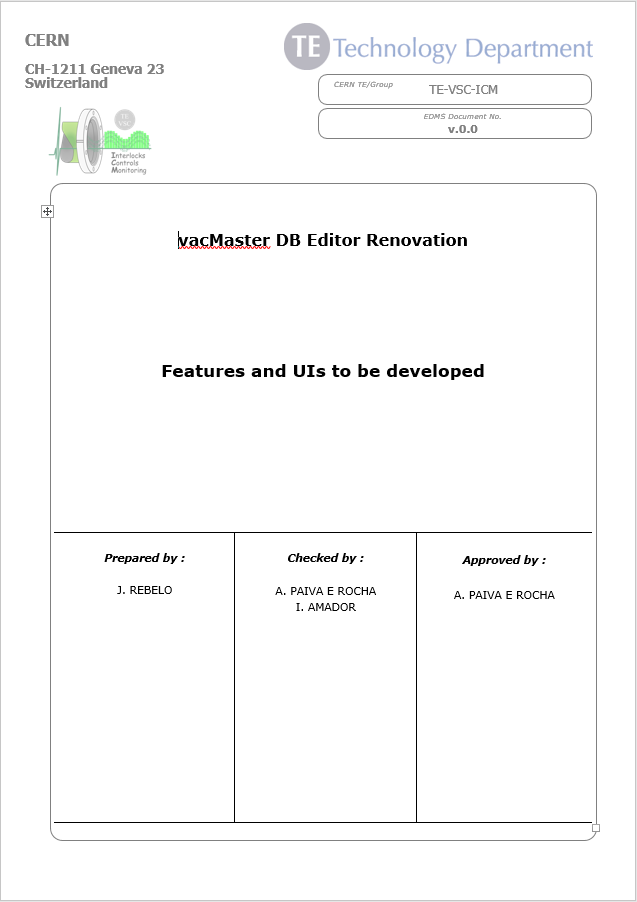 CERN
CH-1211 Geneva 23
Switzerland
TE Technology Department
CERN TE/Group TE-VSC-ICM
EDMS Document No.
v.0.0
TE
VSC
Interlocks
Controls
Monitoring
vacMaster DB Editor Renovation
Features and UIs to be developed
Prepared by :
J. REBELO
Checked by :
A. PAIVA E ROCHA
I. AMADOR
Approved by :
A. PAIVA E ROCHA